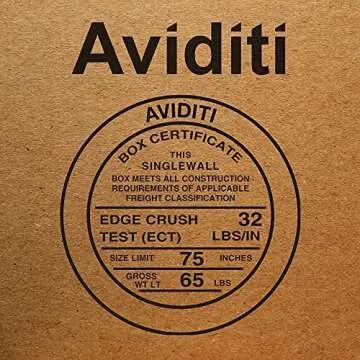 Aviditi
AVIDITI
BOX CERTIFICATE
THIS
SINGLEWALL
BOX MEETS ALL CONSTRUCTION
REQUIREMENTS OF APPLICABLE
FREIGHT CLASSIFICATION
EDGE CRUSH 32
TEST (ECT) LBS/IN
SIZE LIMIT 75 INCHES
GROSS
WT LT 65 LBS